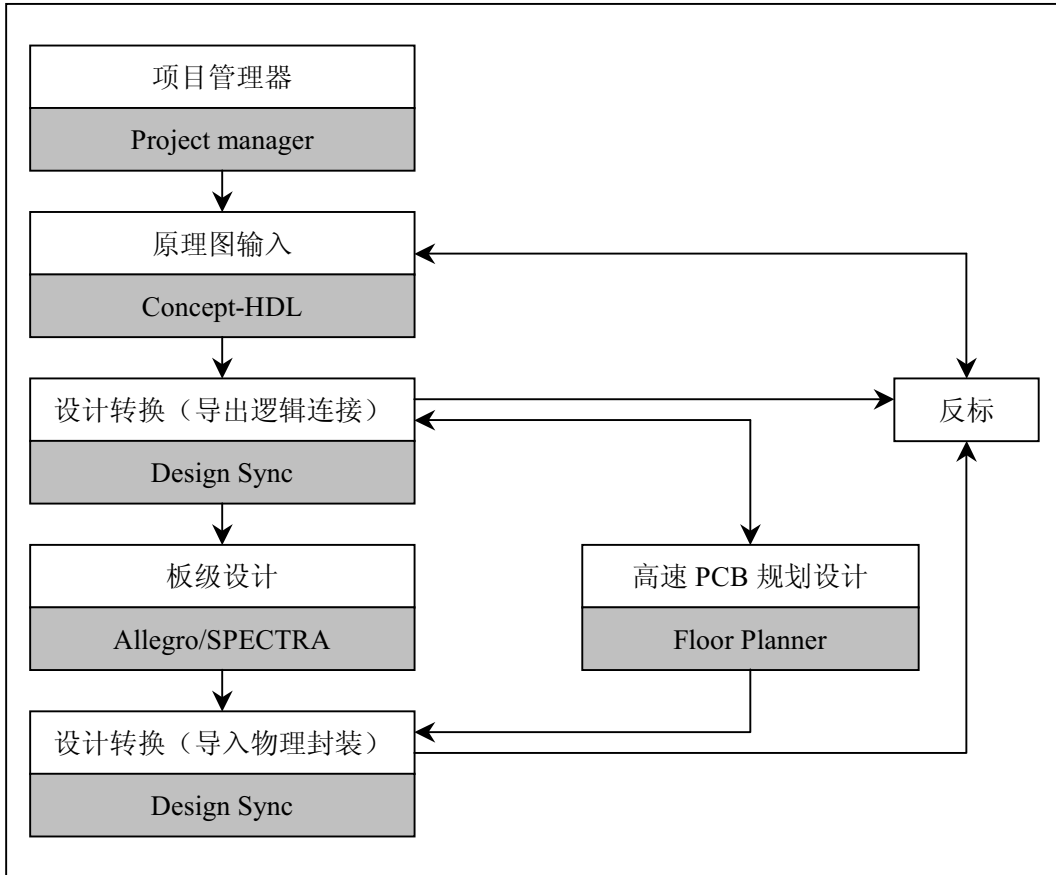 项目管理器
Project manager
原理图输入
Concept-HDL
设计转换（导出逻辑连接）
Design Sync
反标
板级设计
Allegro/SPECTRA
高速 PCB 规划设计
Floor Planner
设计转换（导入物理封装）
Design Sync